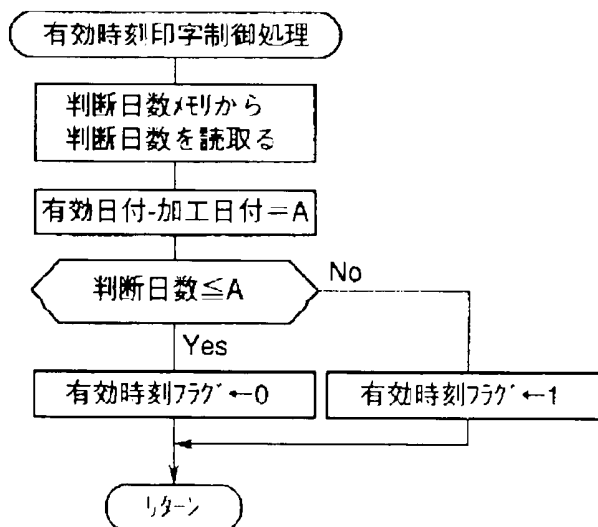 有効時刻印字制御処理
判断日数ﾒﾓﾘから
判断日数を読取る
有効日付-加工日付=A
判断日数≦A
No
Yes
有効時刻ﾌﾗｸﾞ←0
有効時刻ﾌﾗｸﾞ←1
ﾘﾀｰﾝ